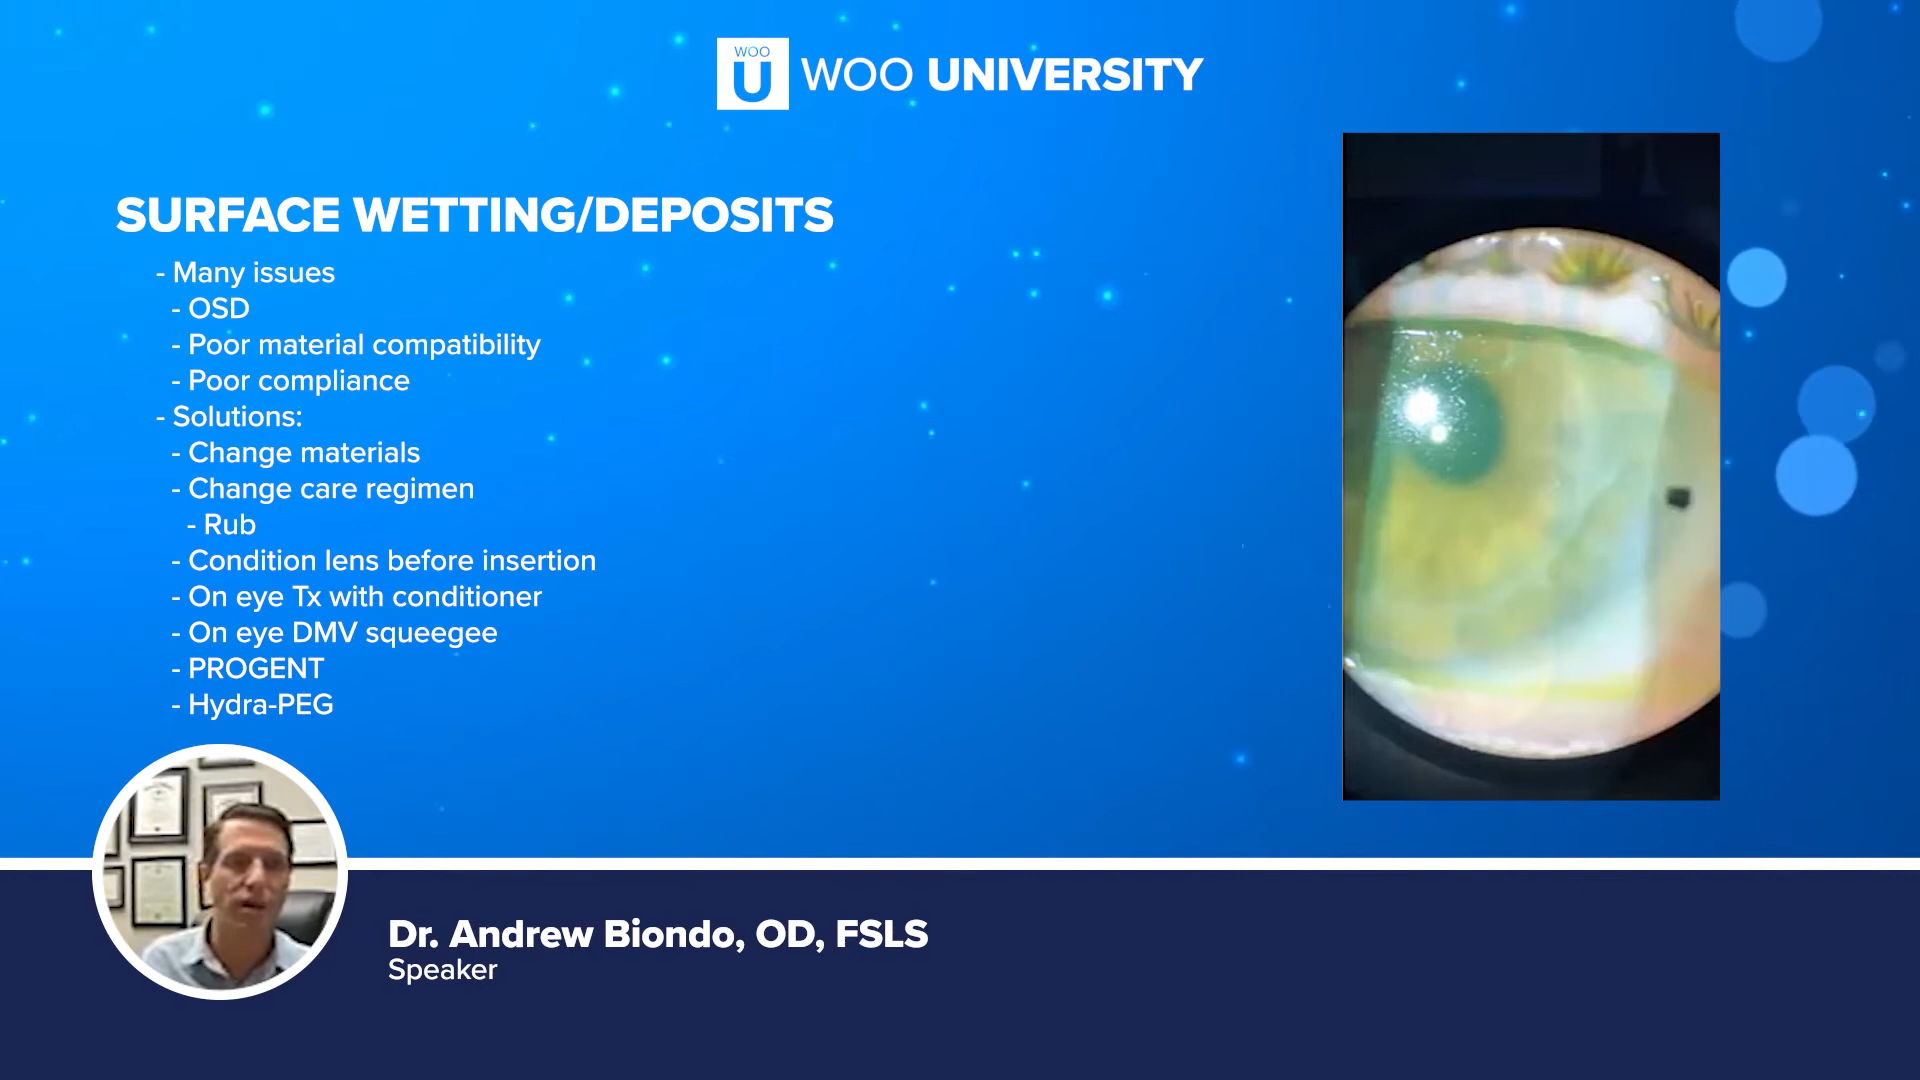 WOO
U
WOO UNIVERSITY
SURFACE WETTING/DEPOSITS
- Many issues
- OSD
- Poor material compatibility
- Poor compliance
- Solutions:
- Change materials
- Change care regimen
- Rub
- Condition lens before insertion
- On eye Tx with conditioner
- On eye DMV squeegee
- PROGENT
- Hydra-PEG
Dr. Andrew Biondo, OD, FSLS
Speaker